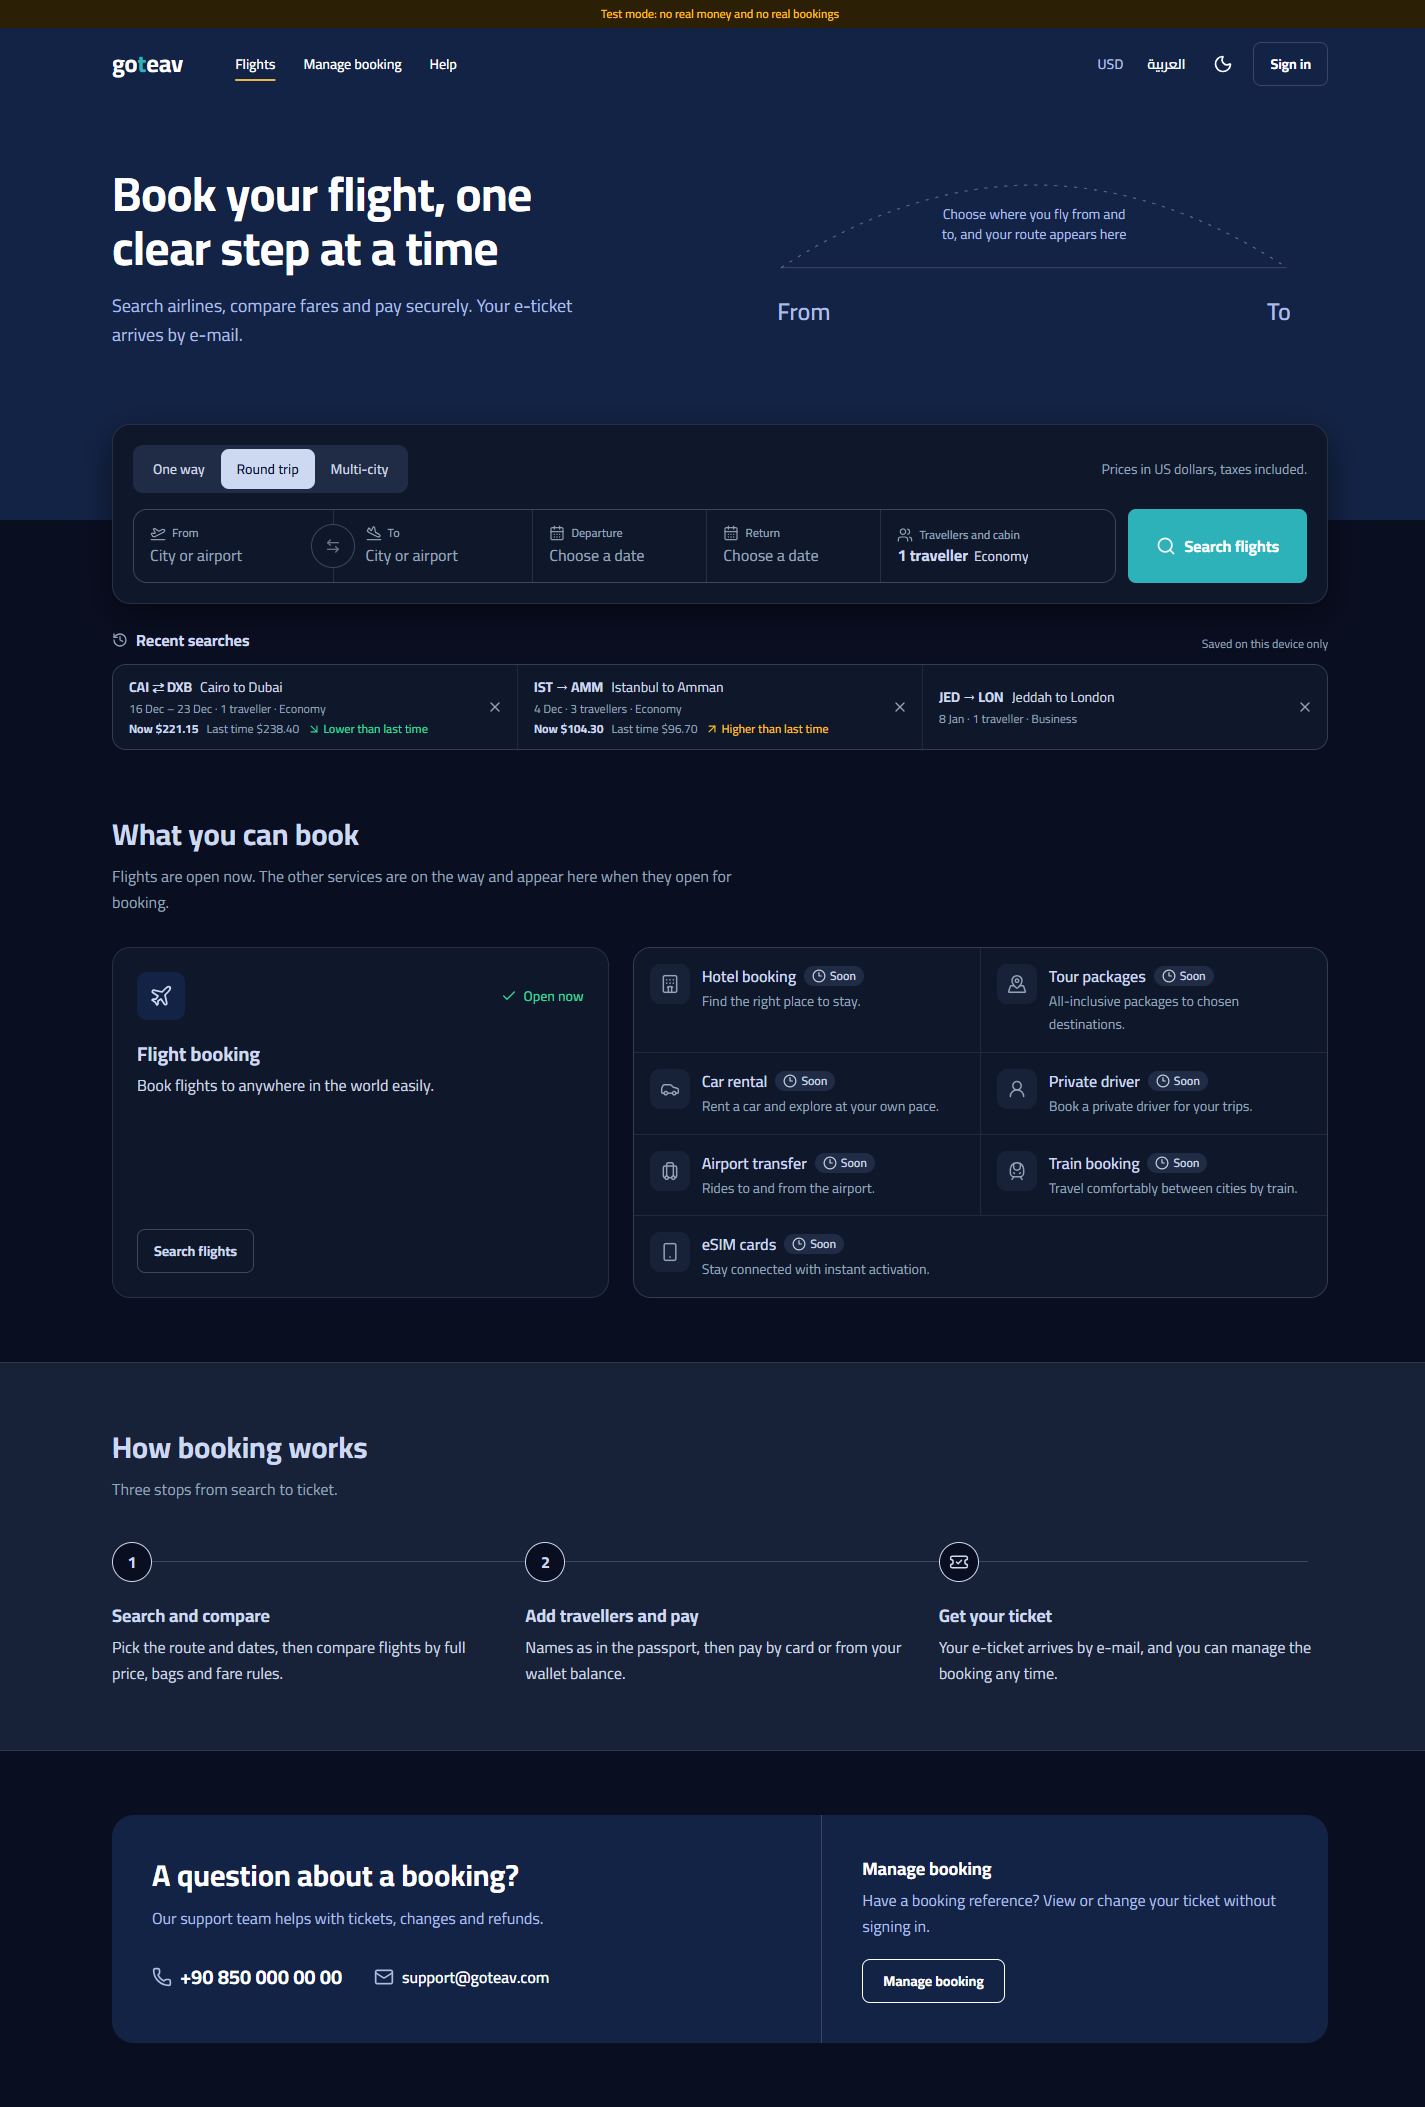 Test mode: no real money and no real bookings
goteav
Flights
Manage booking
Help
USD
العربية
Sign in
Book your flight, one
clear step at a time
Search airlines, compare fares and pay securely. Your e-ticket
arrives by e-mail.
Choose where you fly from and
to, and your route appears here
From
To
One way
Round trip
Multi-city
Prices in US dollars, taxes included.
From
City or airport
To
City or airport
Departure
Choose a date
Return
Choose a date
Travellers and cabin
1 traveller Economy
Search flights
Recent searches
Saved on this device only
CAI ⇄ DXB Cairo to Dubai
16 Dec – 23 Dec · 1 traveller · Economy
Now $221.15 Last time $238.40 ↘ Lower than last time
IST → AMM Istanbul to Amman
4 Dec · 3 travellers · Economy
Now $104.30 Last time $96.70 ↗ Higher than last time
JED → LON Jeddah to London
8 Jan · 1 traveller · Business
What you can book
Flights are open now. The other services are on the way and appear here when they open for
booking.
Open now
Flight booking
Book flights to anywhere in the world easily.
Search flights
Hotel booking Soon
Find the right place to stay.
Tour packages Soon
All-inclusive packages to chosen
destinations.
Car rental Soon
Rent a car and explore at your own pace.
Private driver Soon
Book a private driver for your trips.
Airport transfer Soon
Rides to and from the airport.
Train booking Soon
Travel comfortably between cities by train.
eSIM cards Soon
Stay connected with instant activation.
How booking works
Three stops from search to ticket.
1
Search and compare
Pick the route and dates, then compare flights by full
price, bags and fare rules.
2
Add travellers and pay
Names as in the passport, then pay by card or from your
wallet balance.
Get your ticket
Your e-ticket arrives by e-mail, and you can manage the
booking any time.
A question about a booking?
Our support team helps with tickets, changes and refunds.
+90 850 000 00 00
support@goteav.com
Manage booking
Have a booking reference? View or change your ticket without
signing in.
Manage booking